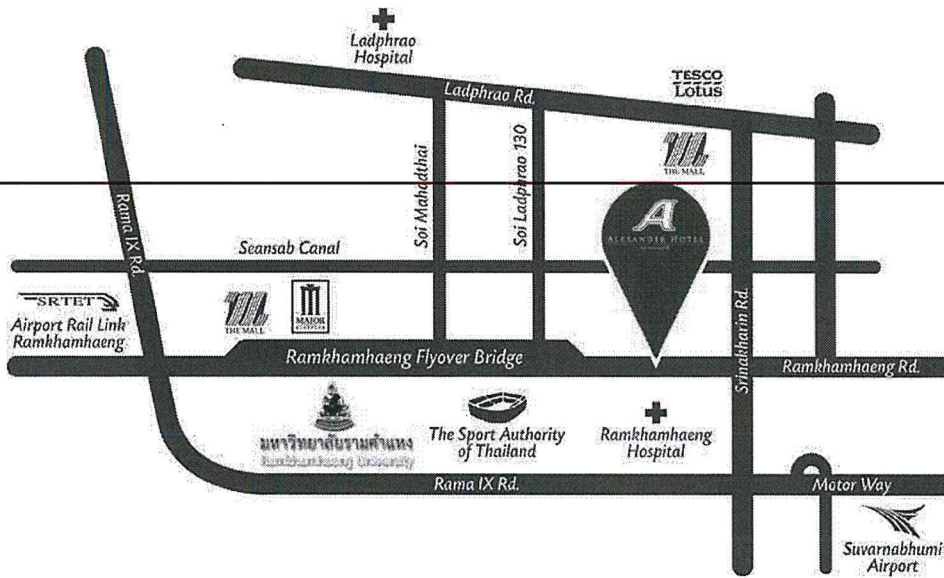 Ladphrao
Hospital
TESCO
Lotus
Ladphrao Rd.
THE MALL
Soi Mahadthai
Soi Ladphrao 130
A
ALEXANDER HOTEL
Rama IX Rd.
Seansab Canal
SRTET
Airport Rail Link
Ramkhamhaeng
THE MALL
MAJOR
Srinakharin Rd.
Ramkhamhaeng Flyover Bridge
Ramkhamhaeng Rd.
มหาวิทยาลัยรามคำแหง
Ramkhamhaeng University
The Sport Authority
of Thailand
Ramkhamhaeng
Hospital
Rama IX Rd.
Motor Way
Suvarnabhumi
Airport